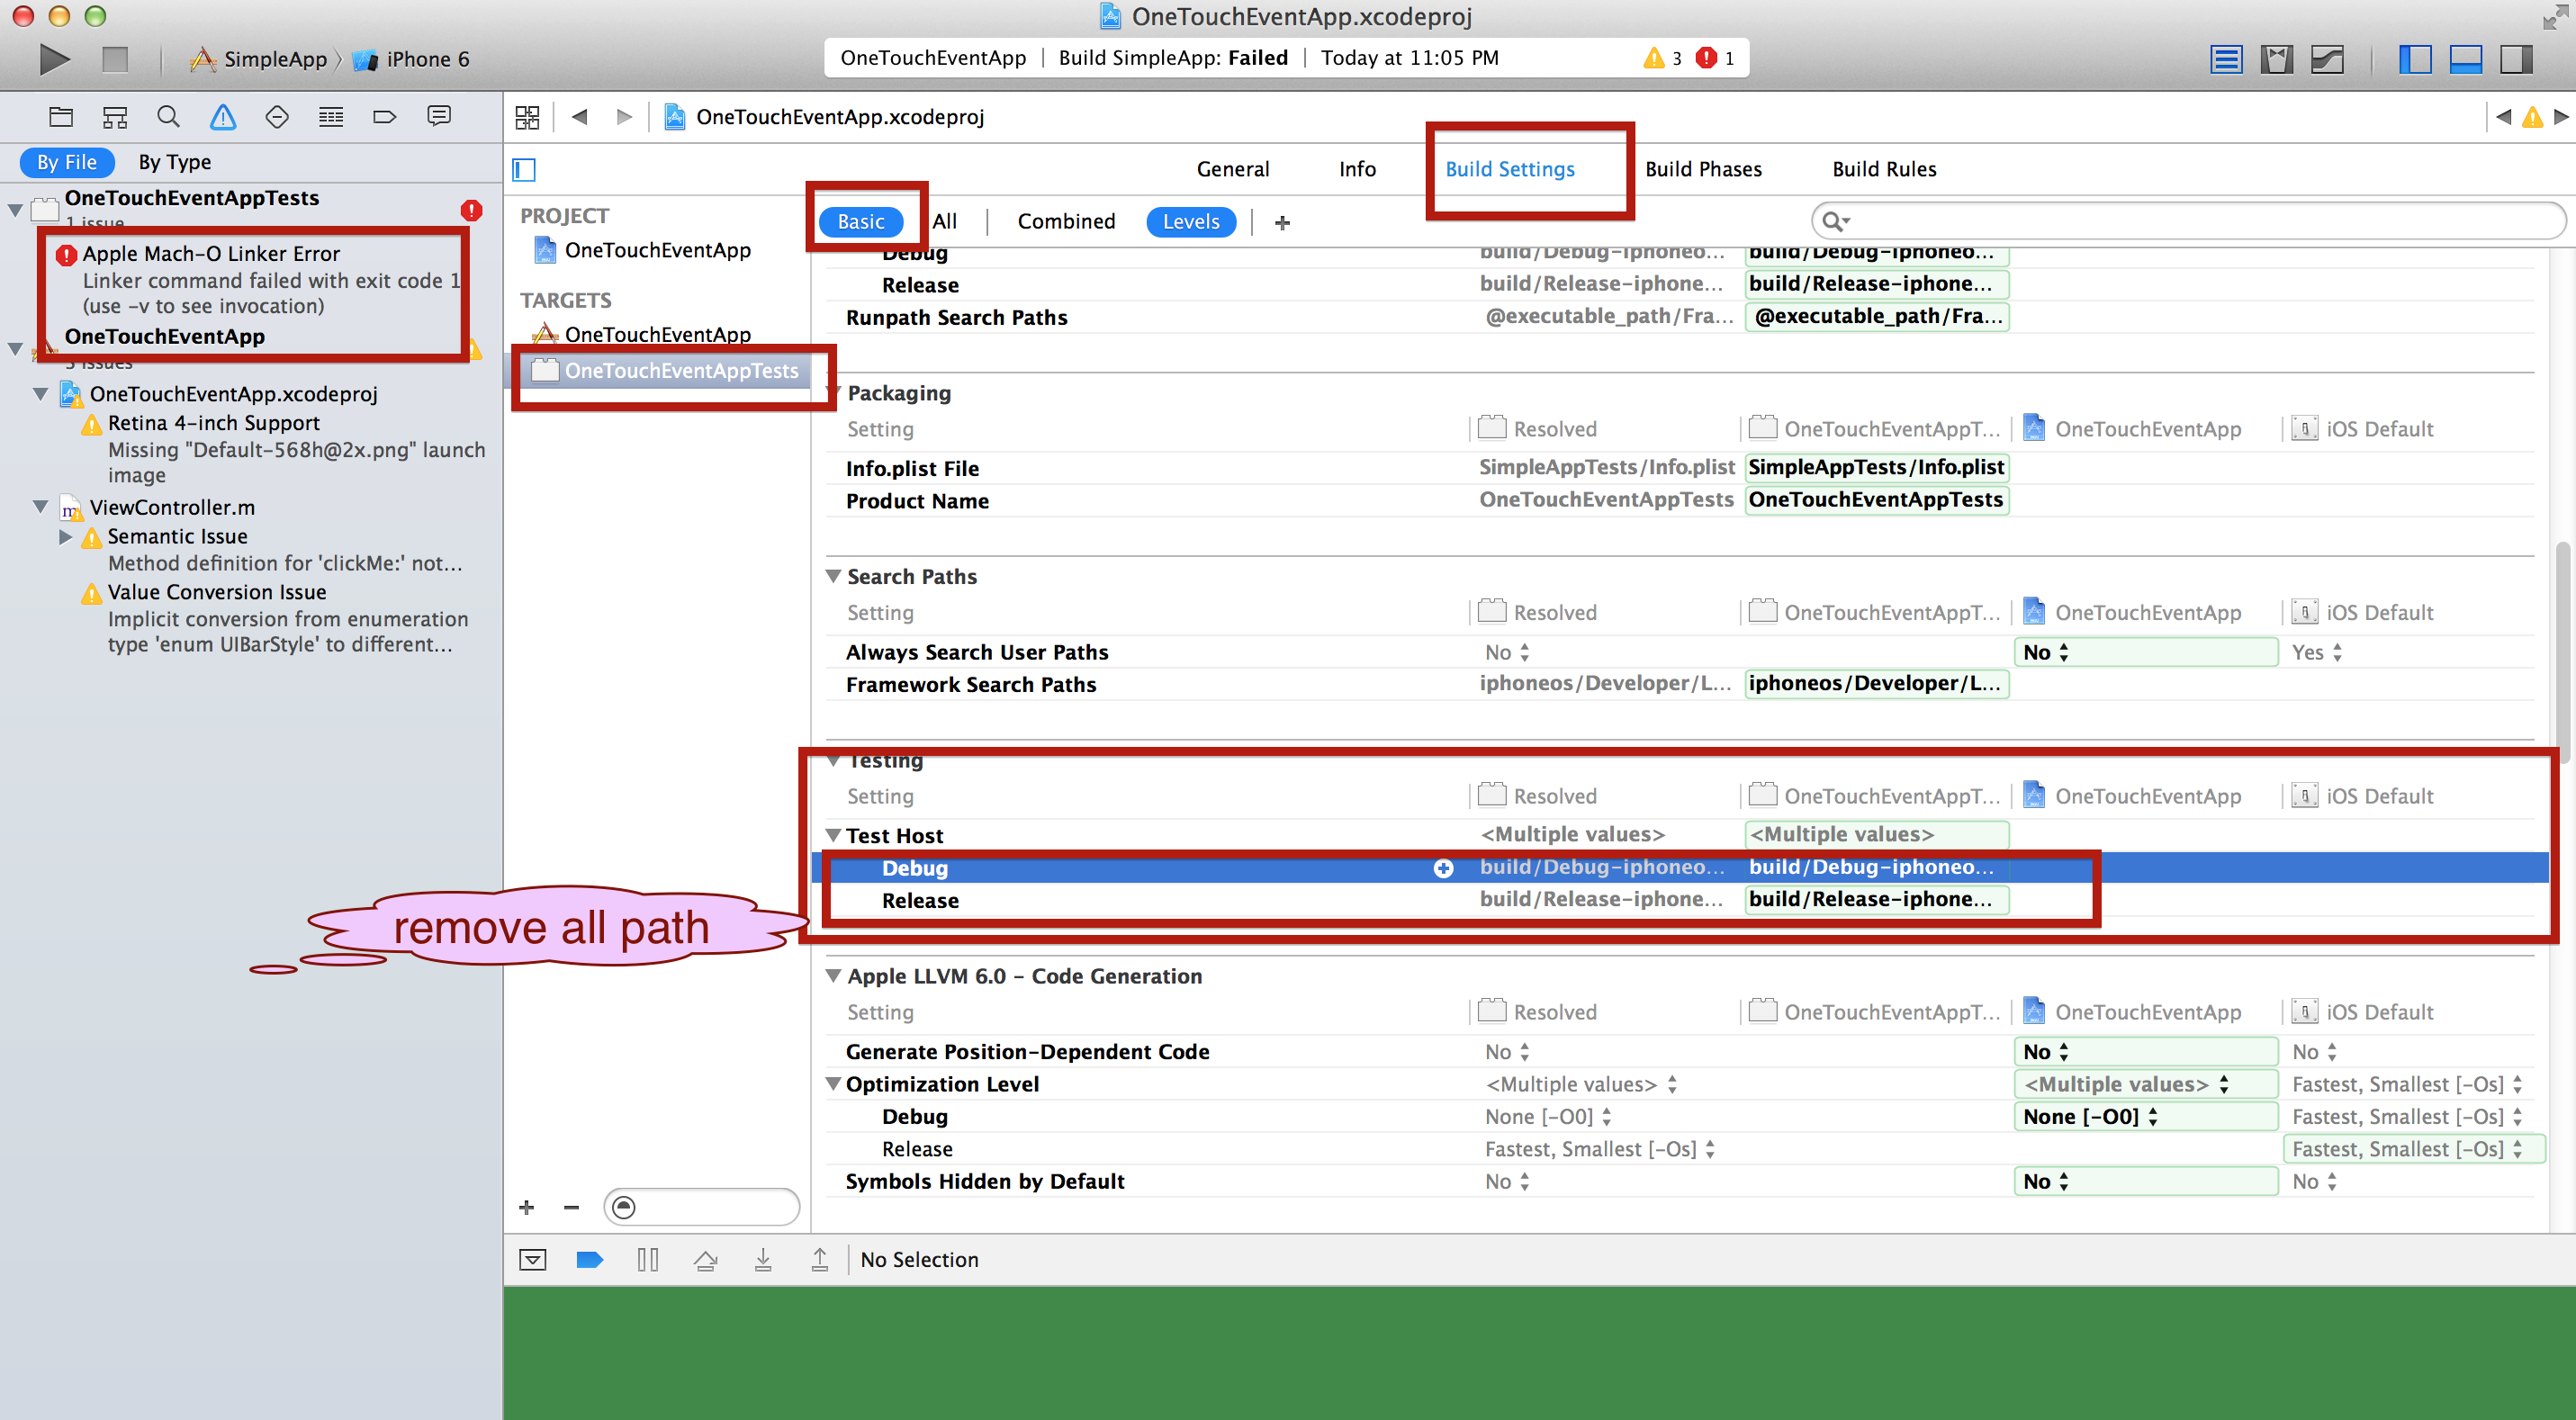 OneTouchEventApp.xcodeproj
SimpleApp iPhone 6
OneTouchEventApp | Build SimpleApp: Failed | Today at 11:05 PM 3 1
OneTouchEventApp.xcodeproj
By File By Type
General Info Build Settings Build Phases Build Rules
OneTouchEventAppTests
1 issue
Apple Mach-O Linker Error
Linker command failed with exit code 1
(use -v to see invocation)
OneTouchEventApp
3 issues
OneTouchEventApp.xcodeproj
Retina 4-inch Support
Missing "Default-568h@2x.png" launch
image
ViewController.m
Semantic Issue
Method definition for 'clickMe:' not...
Value Conversion Issue
Implicit conversion from enumeration
type 'enum UIBarStyle' to different...
PROJECT
OneTouchEventApp
TARGETS
OneTouchEventApp
OneTouchEventAppTests
Basic All Combined Levels +
Debug build/Debug-iphoneo... build/Debug-iphoneo...
Release build/Release-iphone... build/Release-iphone...
Runpath Search Paths @executable_path/Fra... @executable_path/Fra...
Packaging
Setting Resolved OneTouchEventAppT... OneTouchEventApp iOS Default
Info.plist File SimpleAppTests/Info.plist SimpleAppTests/Info.plist
Product Name OneTouchEventAppTests OneTouchEventAppTests
Search Paths
Setting Resolved OneTouchEventAppT... OneTouchEventApp iOS Default
Always Search User Paths No No Yes
Framework Search Paths iphoneos/Developer/L... iphoneos/Developer/L...
Testing
Setting Resolved OneTouchEventAppT... OneTouchEventApp iOS Default
Test Host <Multiple values> <Multiple values>
Debug build/Debug-iphoneo... build/Debug-iphoneo...
Release build/Release-iphone... build/Release-iphone...
remove all path
Apple LLVM 6.0 - Code Generation
Setting Resolved OneTouchEventAppT... OneTouchEventApp iOS Default
Generate Position-Dependent Code No No No
Optimization Level <Multiple values> <Multiple values> Fastest, Smallest [-Os]
Debug None [-O0] None [-O0] Fastest, Smallest [-Os]
Release Fastest, Smallest [-Os] Fastest, Smallest [-Os]
Symbols Hidden by Default No No No
No Selection